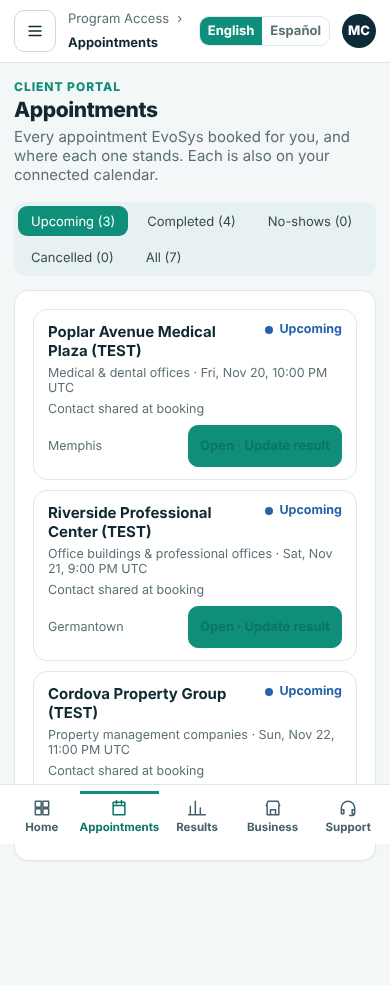 Program Access ›
Appointments
English
Español
MC
CLIENT PORTAL
Appointments
Every appointment EvoSys booked for you, and
where each one stands. Each is also on your
connected calendar.
Upcoming (3)
Completed (4)
No-shows (0)
Cancelled (0)
All (7)
Poplar Avenue Medical
Plaza (TEST)
Upcoming
Medical & dental offices · Fri, Nov 20, 10:00 PM
UTC
Contact shared at booking
Memphis
Open · Update result
Riverside Professional
Center (TEST)
Upcoming
Office buildings & professional offices · Sat, Nov
21, 9:00 PM UTC
Contact shared at booking
Germantown
Open · Update result
Cordova Property Group
(TEST)
Upcoming
Property management companies · Sun, Nov 22,
11:00 PM UTC
Contact shared at booking
Home
Appointments
Results
Business
Support